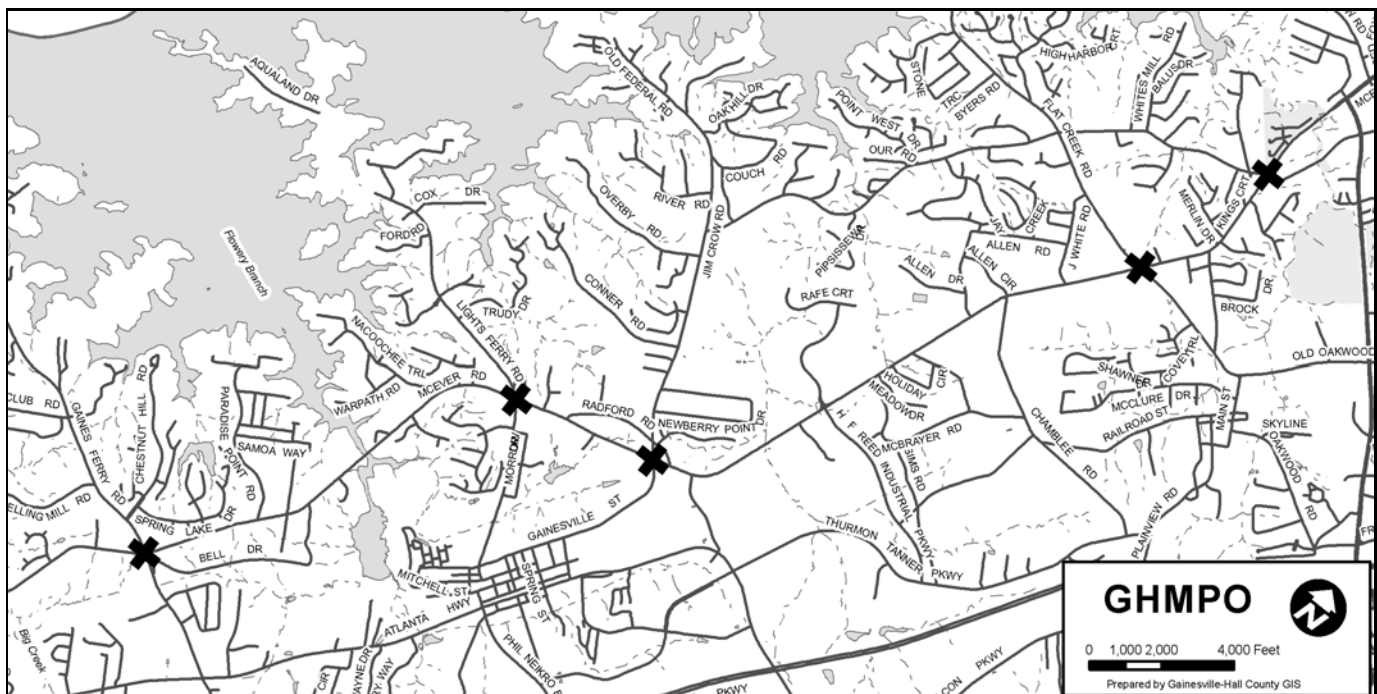 AQUALAND DR
OLD FEDERAL RD
OAKHILL DR
STONE
TRC
BYERS RD
HIGH HARBOR
CRT
WHITES MILL RD
BALUS DR
FLAT CREEK RD
POINT WEST DR
OUR RD
COUCH RD
RIVER RD
OVERBY RD
JIM CROW RD
COX DR
FORD RD
Flowery Branch
LIGHTS FERRY RD
TRUDY DR
CONNER RD
PIPSISSEWA DR
RAFE CRT
JAY CREEK
ALLEN RD
ALLEN CIR
ALLEN DR
J WHITE RD
MERLIN DR
KINGS CRT
BROCK DR
OLD OAKWOOD
NACOOCHEE TRL
WARPATH RD
MCEVER RD
RADFORD RD
NEWBERRY POINT DR
HOLIDAY CIR
MEADOW DR
MCBRAYER RD
SIMS RD
H F REED INDUSTRIAL PKWY
CHAMBLEE RD
SHAWNEE DR
COVEY TRL
MCCLURE DR
RAILROAD ST
MAIN ST
SKYLINE
OAKWOOD RD
PLAINVIEW RD
CLUB RD
GAINES FERRY RD
CHESTNUT HILL RD
PARADISE POINT RD
SAMOA WAY
SPRING LAKE DR
BELL DR
MORROW
GAINESVILLE ST
MITCHELL ST
SPRING ST
ATLANTA HWY
PHIL NEIKRO
THURMON TANNER PKWY
PKWY
PKWY
Big Creek
CIR
GHMPO
N
0 1,000 2,000 4,000 Feet
Prepared by Gainesville-Hall County GIS